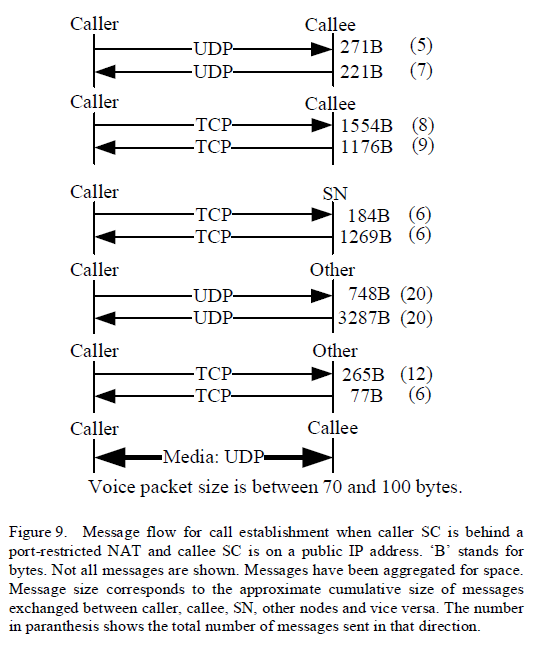 Caller Callee
UDP 271B (5)
UDP 221B (7)
Caller Callee
TCP 1554B (8)
TCP 1176B (9)
Caller SN
TCP 184B (6)
TCP 1269B (6)
Caller Other
UDP 748B (20)
UDP 3287B (20)
Caller Other
TCP 265B (12)
TCP 77B (6)
Caller Callee
Media: UDP
Voice packet size is between 70 and 100 bytes.
Figure 9. Message flow for call establishment when caller SC is behind a
port-restricted NAT and callee SC is on a public IP address. ‘B’ stands for
bytes. Not all messages are shown. Messages have been aggregated for space.
Message size corresponds to the approximate cumulative size of messages
exchanged between caller, callee, SN, other nodes and vice versa. The number
in paranthesis shows the total number of messages sent in that direction.